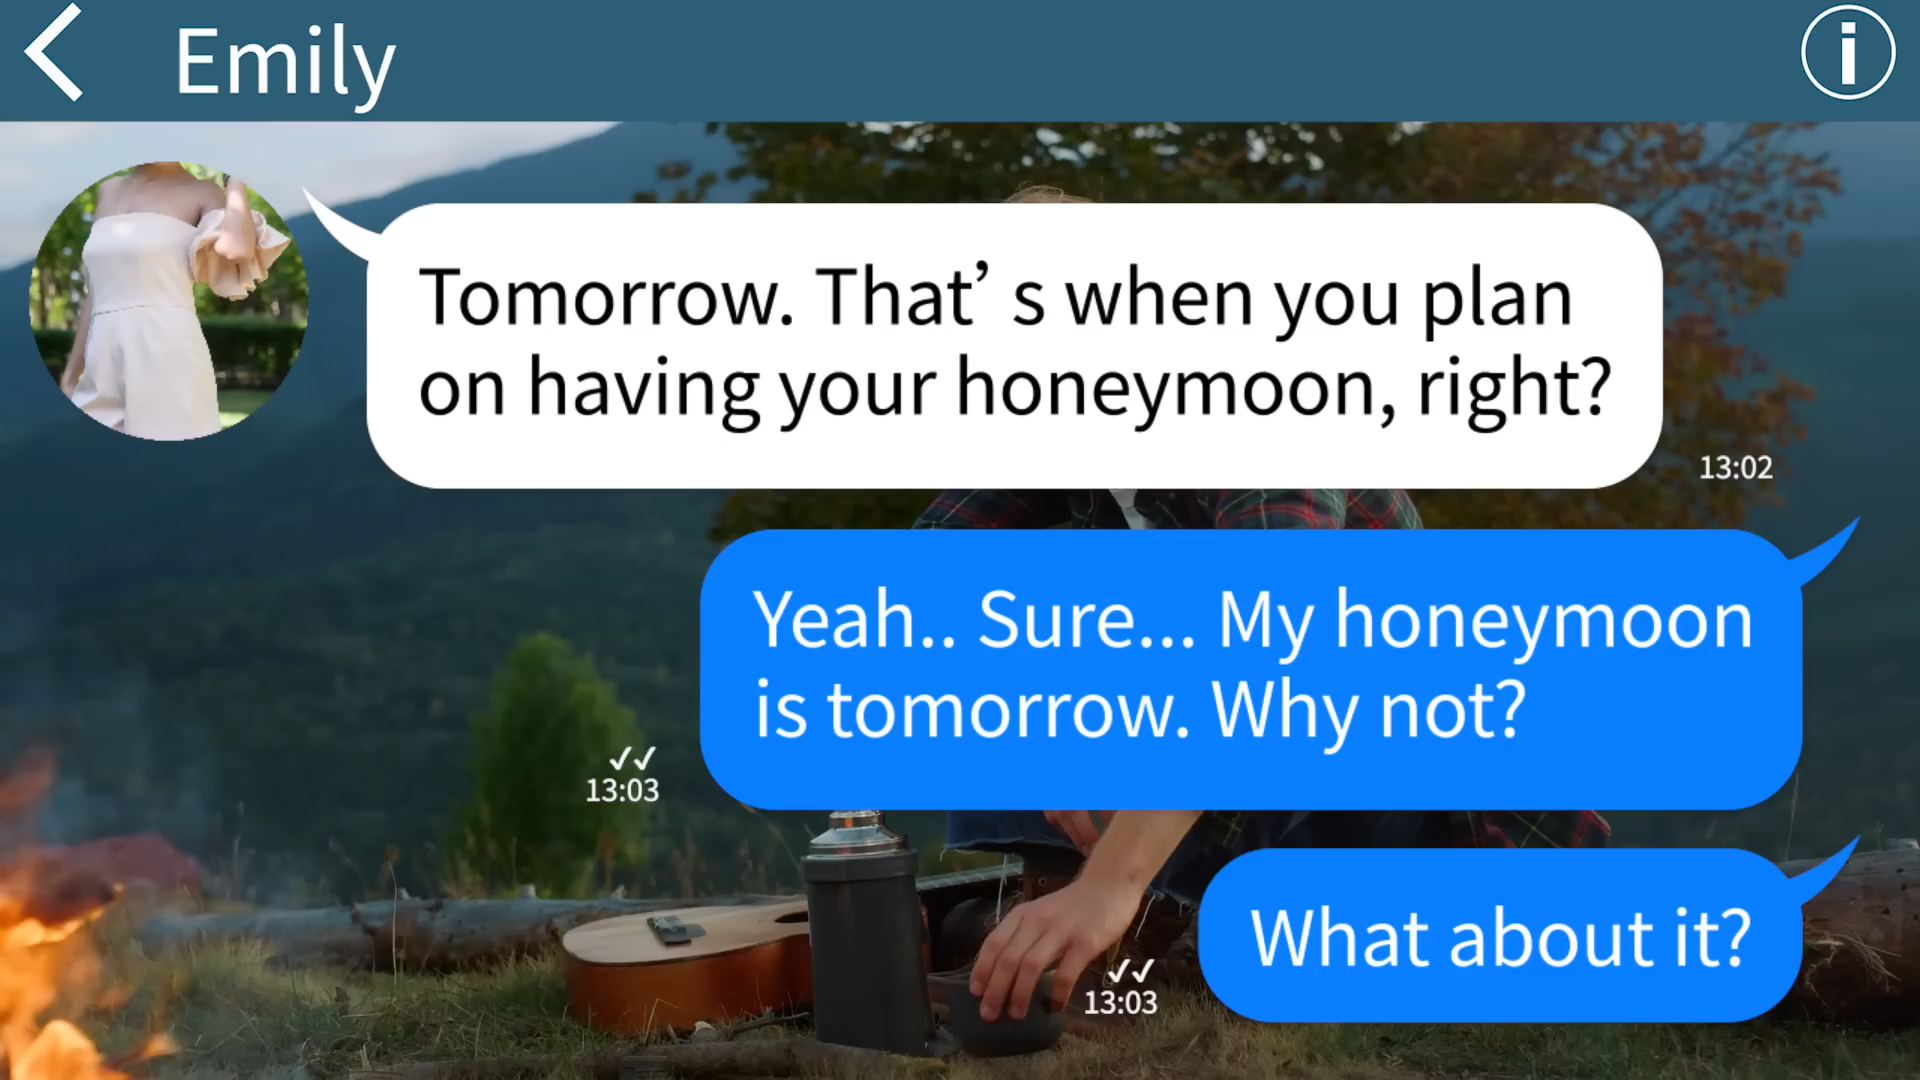 Emily
Tomorrow. That’s when you plan
on having your honeymoon, right?
13:02
Yeah.. Sure... My honeymoon
is tomorrow. Why not?
13:03
What about it?
13:03